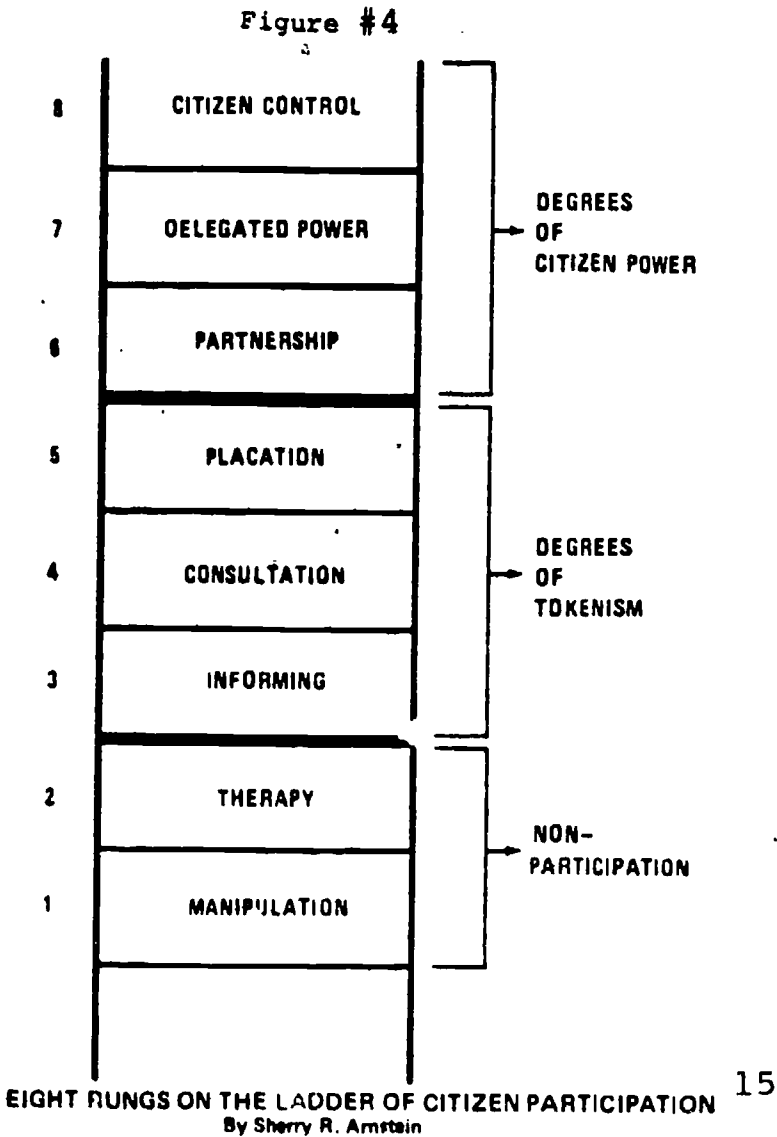 Figure #4
8 CITIZEN CONTROL
7 DELEGATED POWER
6 PARTNERSHIP
DEGREES
OF
CITIZEN POWER
5 PLACATION
4 CONSULTATION
3 INFORMING
DEGREES
OF
TOKENISM
2 THERAPY
1 MANIPULATION
NON-
PARTICIPATION
15
EIGHT RUNGS ON THE LADDER OF CITIZEN PARTICIPATION
By Sherry R. Arnstein